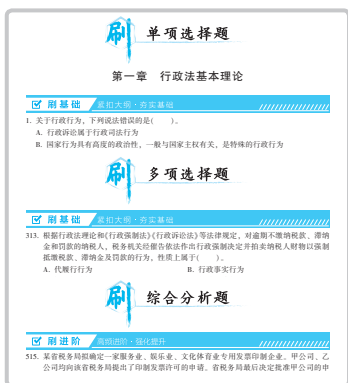 刷 单项选择题
第一章 行政法基本理论
刷基础 紧扣大纲·夯实基础
1. 关于行政行为，下列说法错误的是( )。
A. 行政诉讼属于行政司法行为
B. 国家行为具有高度的政治性，一般与国家主权有关，是特殊的行政行为
刷 多项选择题
刷基础 紧扣大纲·夯实基础
313. 根据行政法理论和《行政强制法》《行政诉讼法》等法律规定，对逾期不缴纳税款、滞纳
金和罚款的纳税人，税务机关经催告依法作出行政强制决定并拍卖纳税人财物以强制
抵缴税款、滞纳金及罚款的行为，性质上属于( )。
A. 代履行行为 B. 行政事实行为
刷 综合分析题
刷进阶 高频进阶·强化提升
515. 某省税务局拟确定一家服务业、娱乐业、文化体育业专用发票印制企业。甲公司、乙
公司均向该省税务局提出了印制发票许可的申请。省税务局最后决定批准甲公司的申